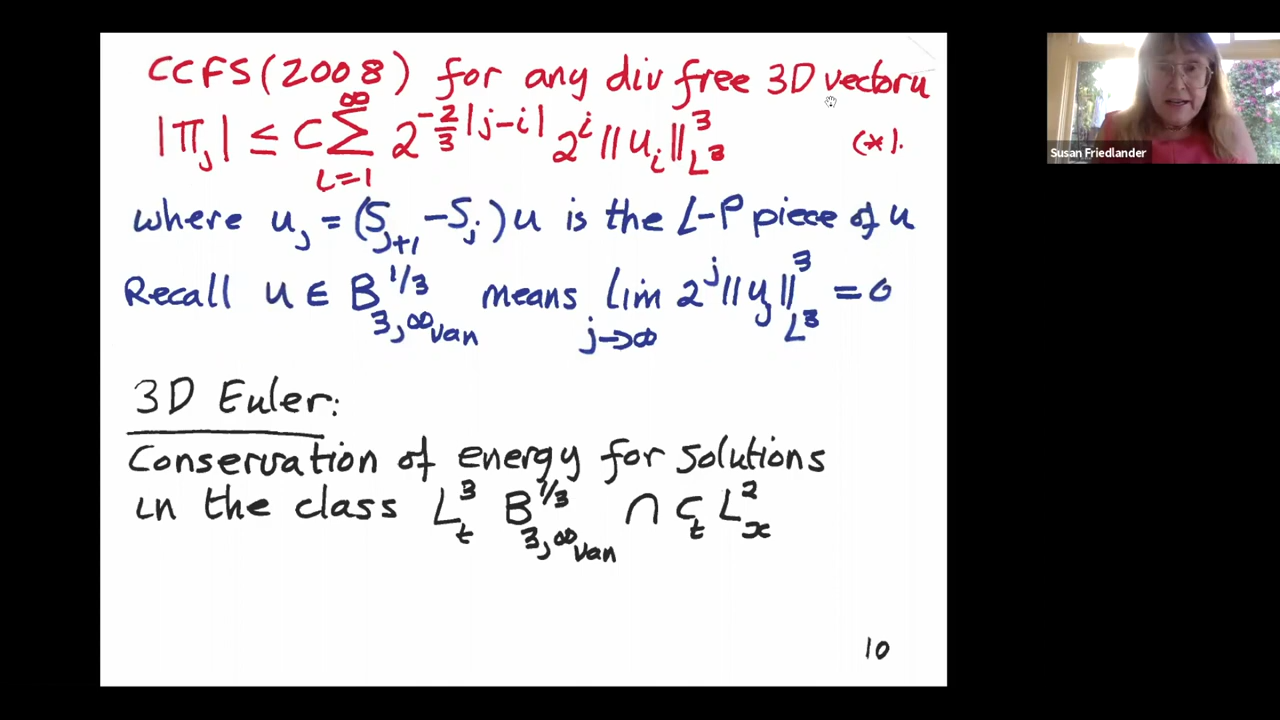 CCFS (2008) for any div free 3D vector u
|Π_j| ≤ C ∑_{i=1}^{∞} 2^{-2/3|j-i|} 2^i ||u_i||_{L^3}^3 (*).
where u_j = (S_{j+1} - S_j) u is the L-P piece of u
Recall u ∈ B^{1/3}_{3,∞ van} means lim_{j→∞} 2^j ||u_j||_{L^3}^3 = 0
3D Euler:
Conservation of energy for solutions
in the class L^3_t B^{1/3}_{3,∞ van} ∩ C_t L^2_x
10
Susan Friedlander